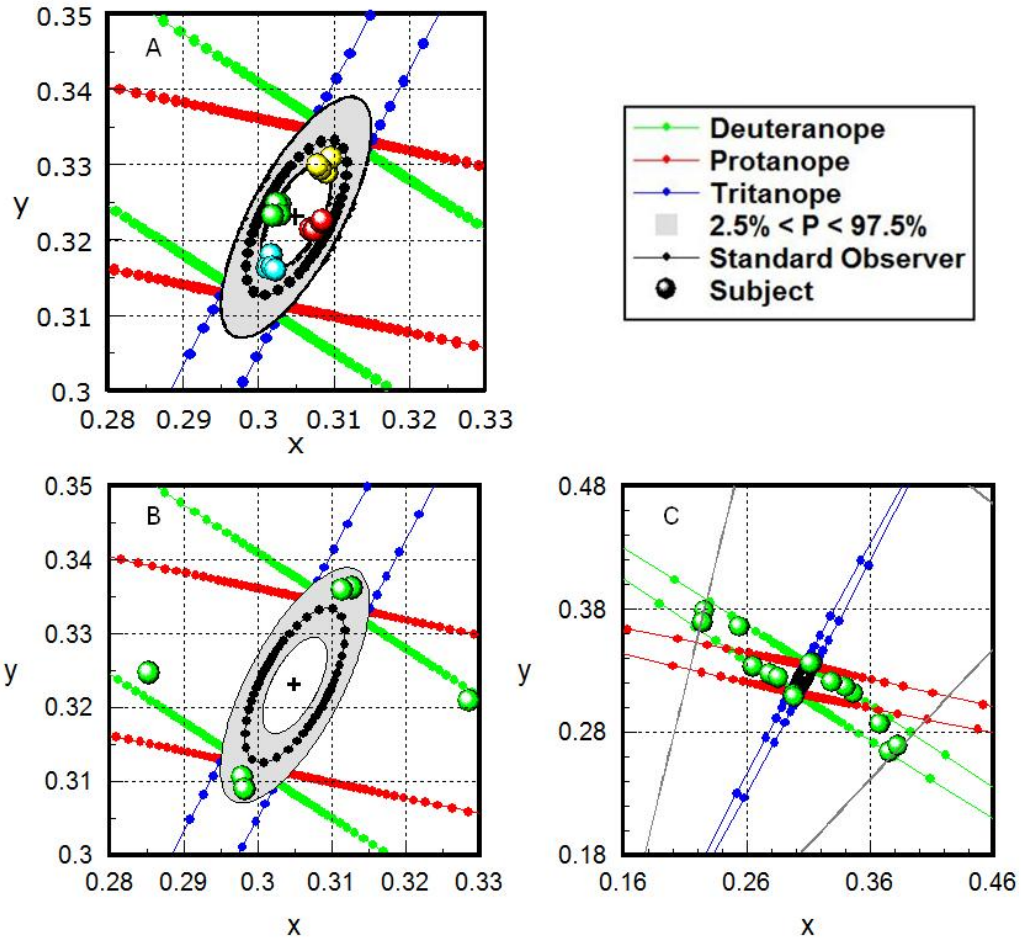 A
0.35
0.34
0.33
0.32
0.31
0.3
y
0.28 0.29 0.3 0.31 0.32 0.33
x
Deuteranope
Protanope
Tritanope
2.5% < P < 97.5%
Standard Observer
Subject
B
0.35
0.34
0.33
0.32
0.31
0.3
y
0.28 0.29 0.3 0.31 0.32 0.33
x
C
0.48
0.38
0.28
0.18
y
0.16 0.26 0.36 0.46
x